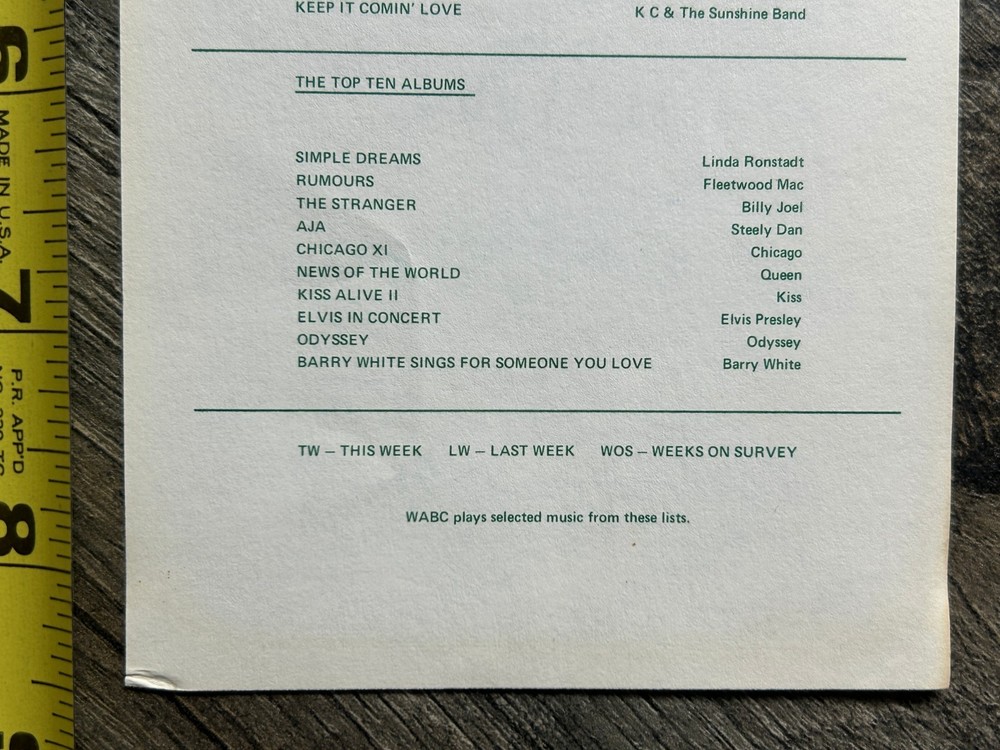 KEEP IT COMIN' LOVE K C & The Sunshine Band
THE TOP TEN ALBUMS
SIMPLE DREAMS Linda Ronstadt
RUMOURS Fleetwood Mac
THE STRANGER Billy Joel
AJA Steely Dan
CHICAGO XI Chicago
NEWS OF THE WORLD Queen
KISS ALIVE II Kiss
ELVIS IN CONCERT Elvis Presley
ODYSSEY Odyssey
BARRY WHITE SINGS FOR SOMEONE YOU LOVE Barry White
TW – THIS WEEK LW – LAST WEEK WOS – WEEKS ON SURVEY
WABC plays selected music from these lists.
6
MADE IN U.S.A.
7
P.R. APP'D
8